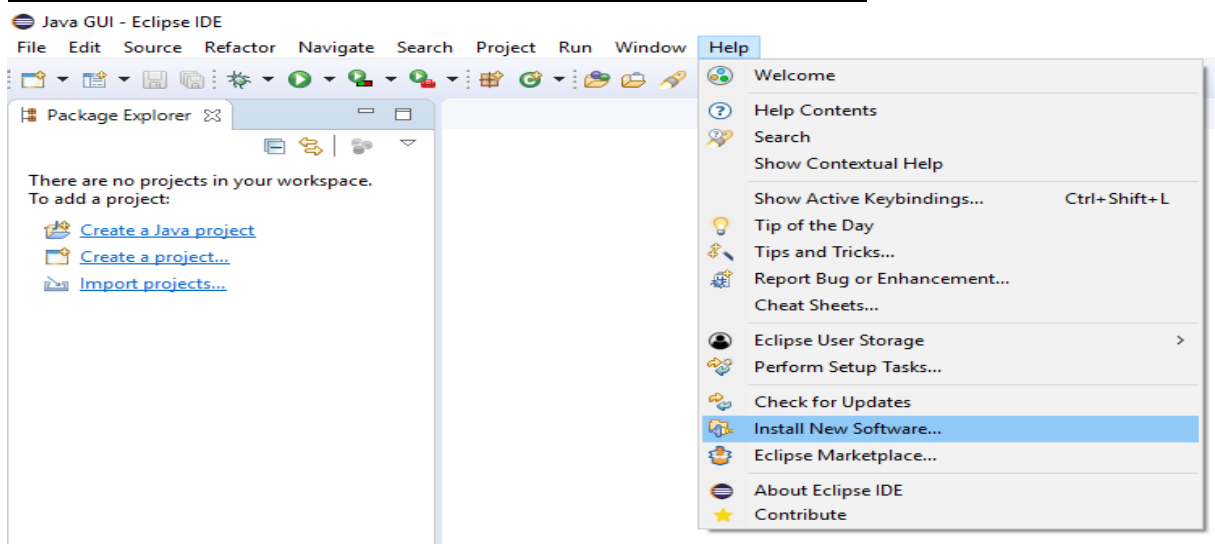 Java GUI - Eclipse IDE
File Edit Source Refactor Navigate Search Project Run Window Help
Package Explorer
There are no projects in your workspace.
To add a project:
Create a Java project
Create a project...
Import projects...
Welcome
Help Contents
Search
Show Contextual Help
Show Active Keybindings... Ctrl+Shift+L
Tip of the Day
Tips and Tricks...
Report Bug or Enhancement...
Cheat Sheets...
Eclipse User Storage >
Perform Setup Tasks...
Check for Updates
Install New Software...
Eclipse Marketplace...
About Eclipse IDE
Contribute